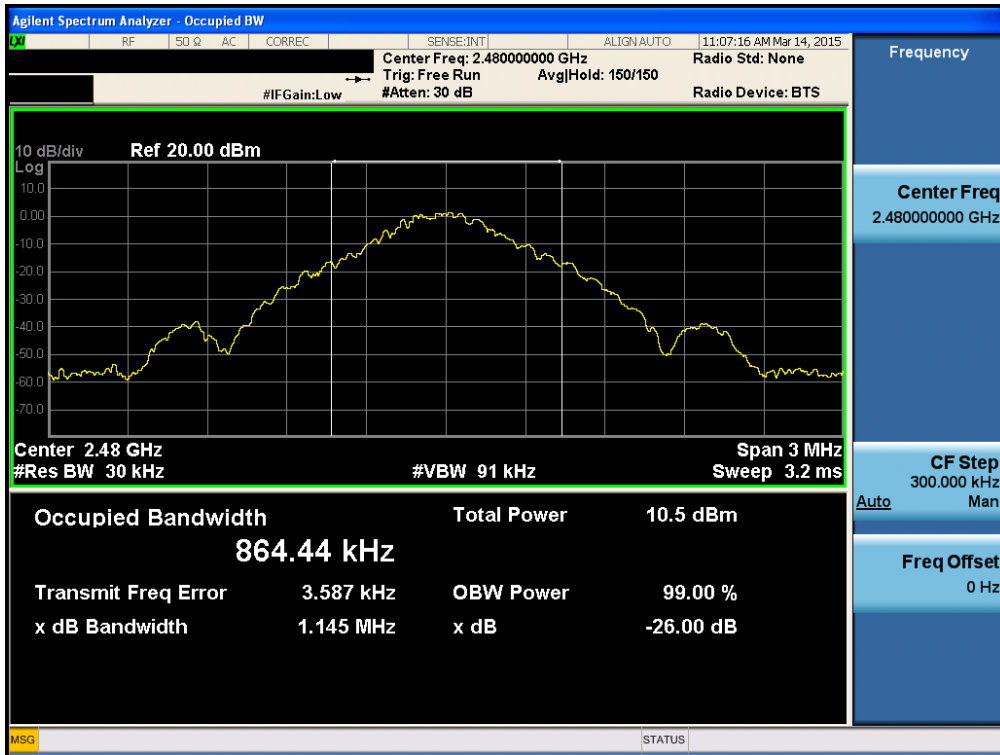 Agilent Spectrum Analyzer - Occupied BW
LXI RF 50 Ω AC CORREC SENSE:INT ALIGN AUTO 11:07:16 AM Mar 14, 2015
Center Freq: 2.480000000 GHz Radio Std: None
Trig: Free Run Avg|Hold: 150/150
#IFGain:Low #Atten: 30 dB Radio Device: BTS
Frequency
10 dB/div Ref 20.00 dBm
Log
10.0
0.00
-10.0
-20.0
-30.0
-40.0
-50.0
-60.0
-70.0
Center 2.48 GHz Span 3 MHz
#Res BW 30 kHz #VBW 91 kHz Sweep 3.2 ms
Center Freq
2.480000000 GHz
CF Step
300.000 kHz
Auto Man
Freq Offset
0 Hz
Occupied Bandwidth Total Power 10.5 dBm
864.44 kHz
Transmit Freq Error 3.587 kHz OBW Power 99.00 %
x dB Bandwidth 1.145 MHz x dB -26.00 dB
MSG STATUS